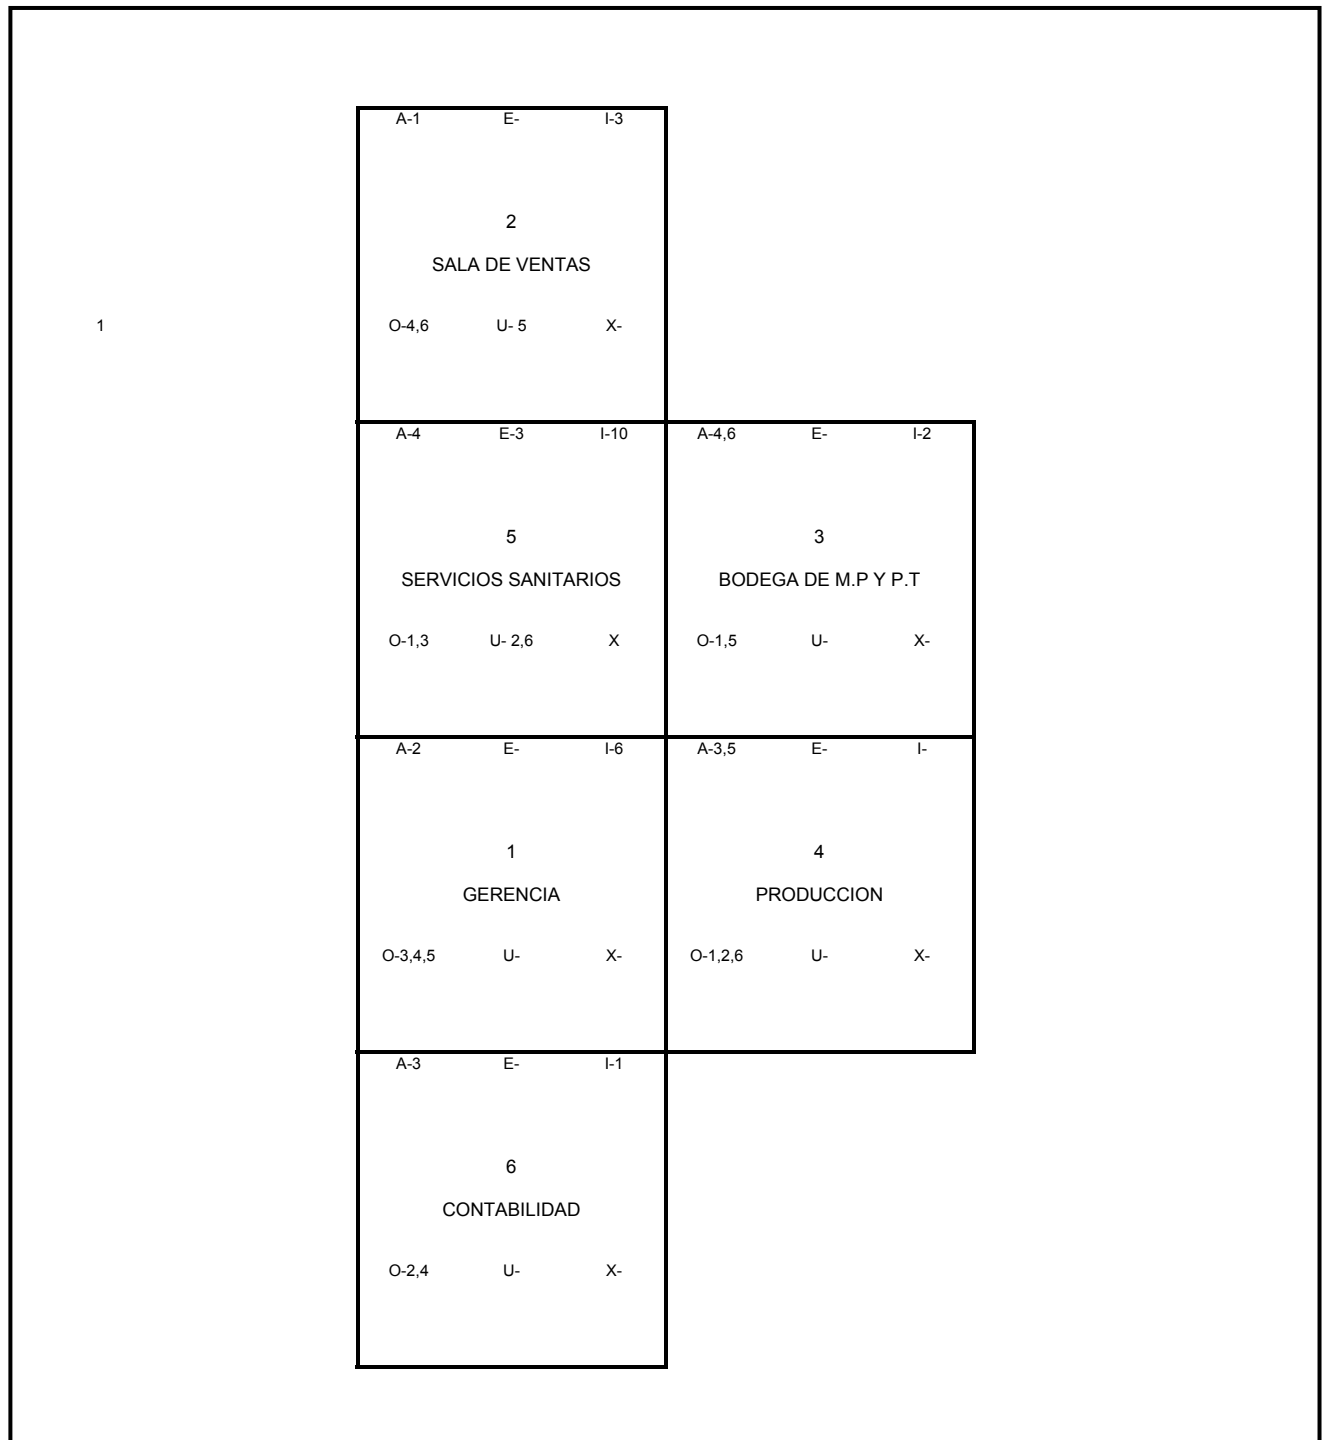 A-1 E- I-3
2
SALA DE VENTAS
1 O-4,6 U- 5 X-
A-4 E-3 I-10 A-4,6 E- I-2
5 3
SERVICIOS SANITARIOS BODEGA DE M.P Y P.T
O-1,3 U- 2,6 X O-1,5 U- X-
A-2 E- I-6 A-3,5 E- I-
1 4
GERENCIA PRODUCCION
O-3,4,5 U- X- O-1,2,6 U- X-
A-3 E- I-1
6
CONTABILIDAD
O-2,4 U- X-